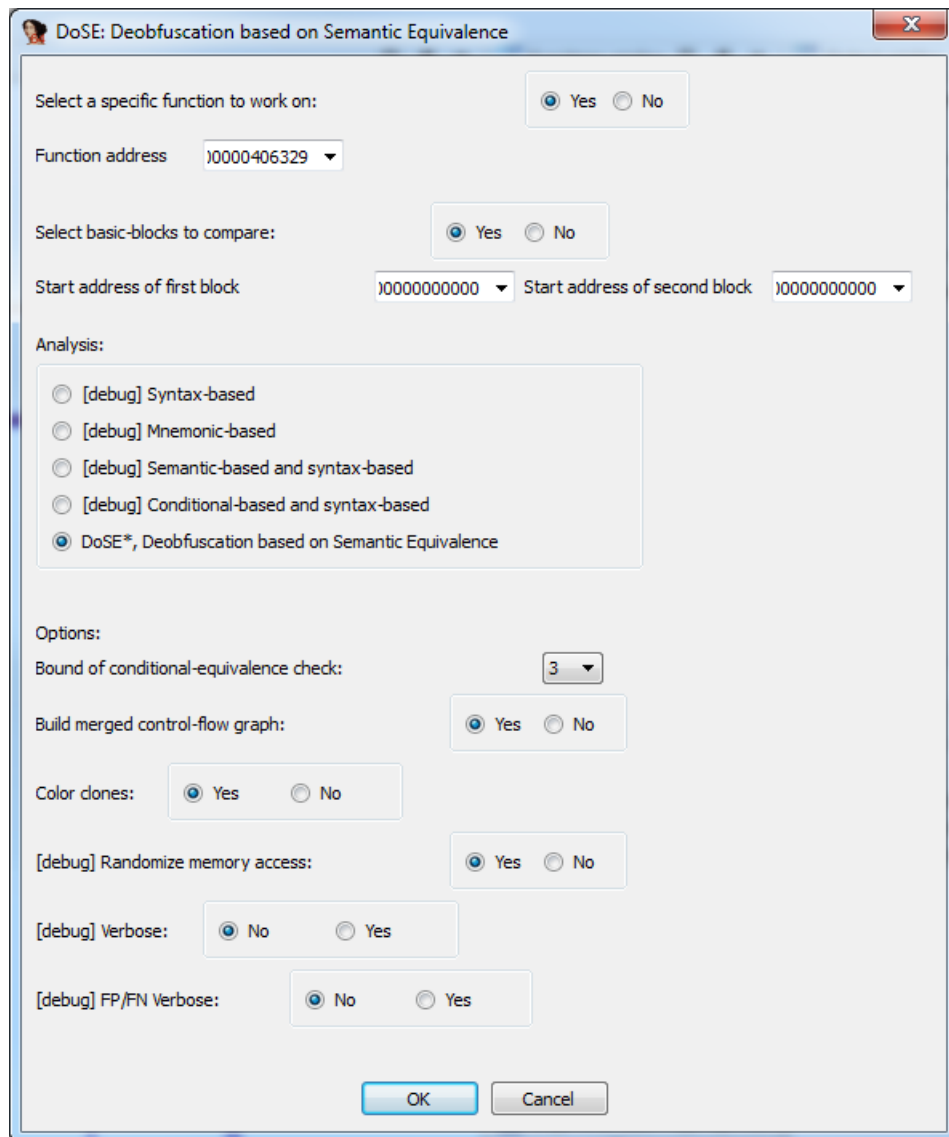 DoSE: Deobfuscation based on Semantic Equivalence
Select a specific function to work on: Yes No
Function address 00000406329
Select basic-blocks to compare: Yes No
Start address of first block 00000000000 Start address of second block 00000000000
Analysis:
[debug] Syntax-based
[debug] Mnemonic-based
[debug] Semantic-based and syntax-based
[debug] Conditional-based and syntax-based
DoSE*, Deobfuscation based on Semantic Equivalence
Options:
Bound of conditional-equivalence check: 3
Build merged control-flow graph: Yes No
Color clones: Yes No
[debug] Randomize memory access: Yes No
[debug] Verbose: No Yes
[debug] FP/FN Verbose: No Yes
OK Cancel